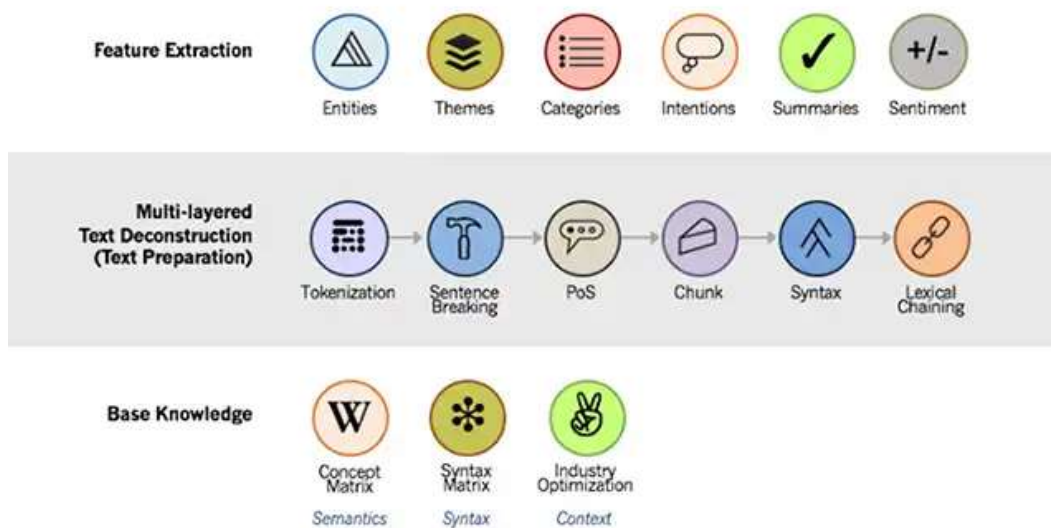 Feature Extraction
+/-
Entities
Themes
Categories
Intentions
Summaries
Sentiment
Multi-layered
Text Deconstruction
(Text Preparation)
Tokenization
Sentence
Breaking
PoS
Chunk
Syntax
Lexical
Chaining
Base Knowledge
W
Concept
Matrix
Semantics
Syntax
Matrix
Syntax
Industry
Optimization
Context